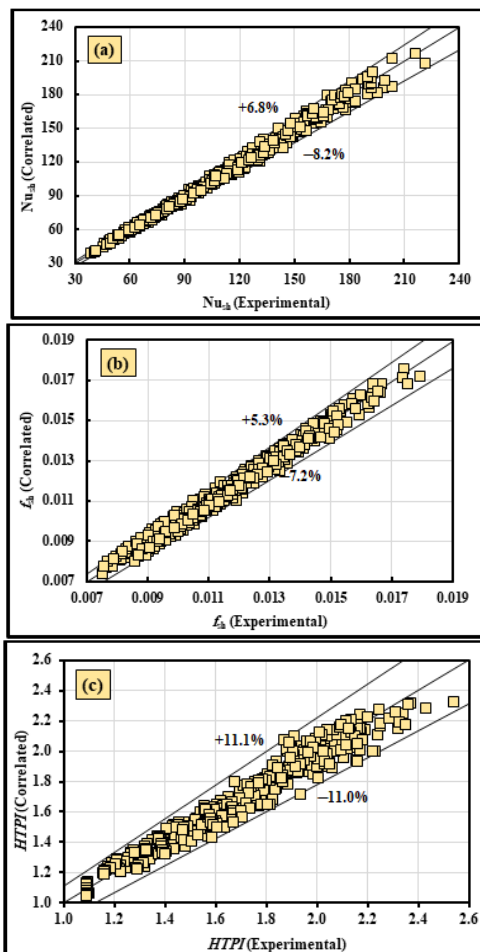 (a)
240
210
180
150
120
90
60
30
Nu_sh (Correlated)
+6.8%
−8.2%
30 60 90 120 150 180 210 240
Nu_sh (Experimental)
(b)
0.019
0.017
0.015
0.013
0.011
0.009
0.007
f_sh (Correlated)
+5.3%
−7.2%
0.007 0.009 0.011 0.013 0.015 0.017 0.019
f_sh (Experimental)
(c)
2.6
2.4
2.2
2.0
1.8
1.6
1.4
1.2
1.0
HTPI(Correlated)
+11.1%
−11.0%
1.0 1.2 1.4 1.6 1.8 2.0 2.2 2.4 2.6
HTPI(Experimental)